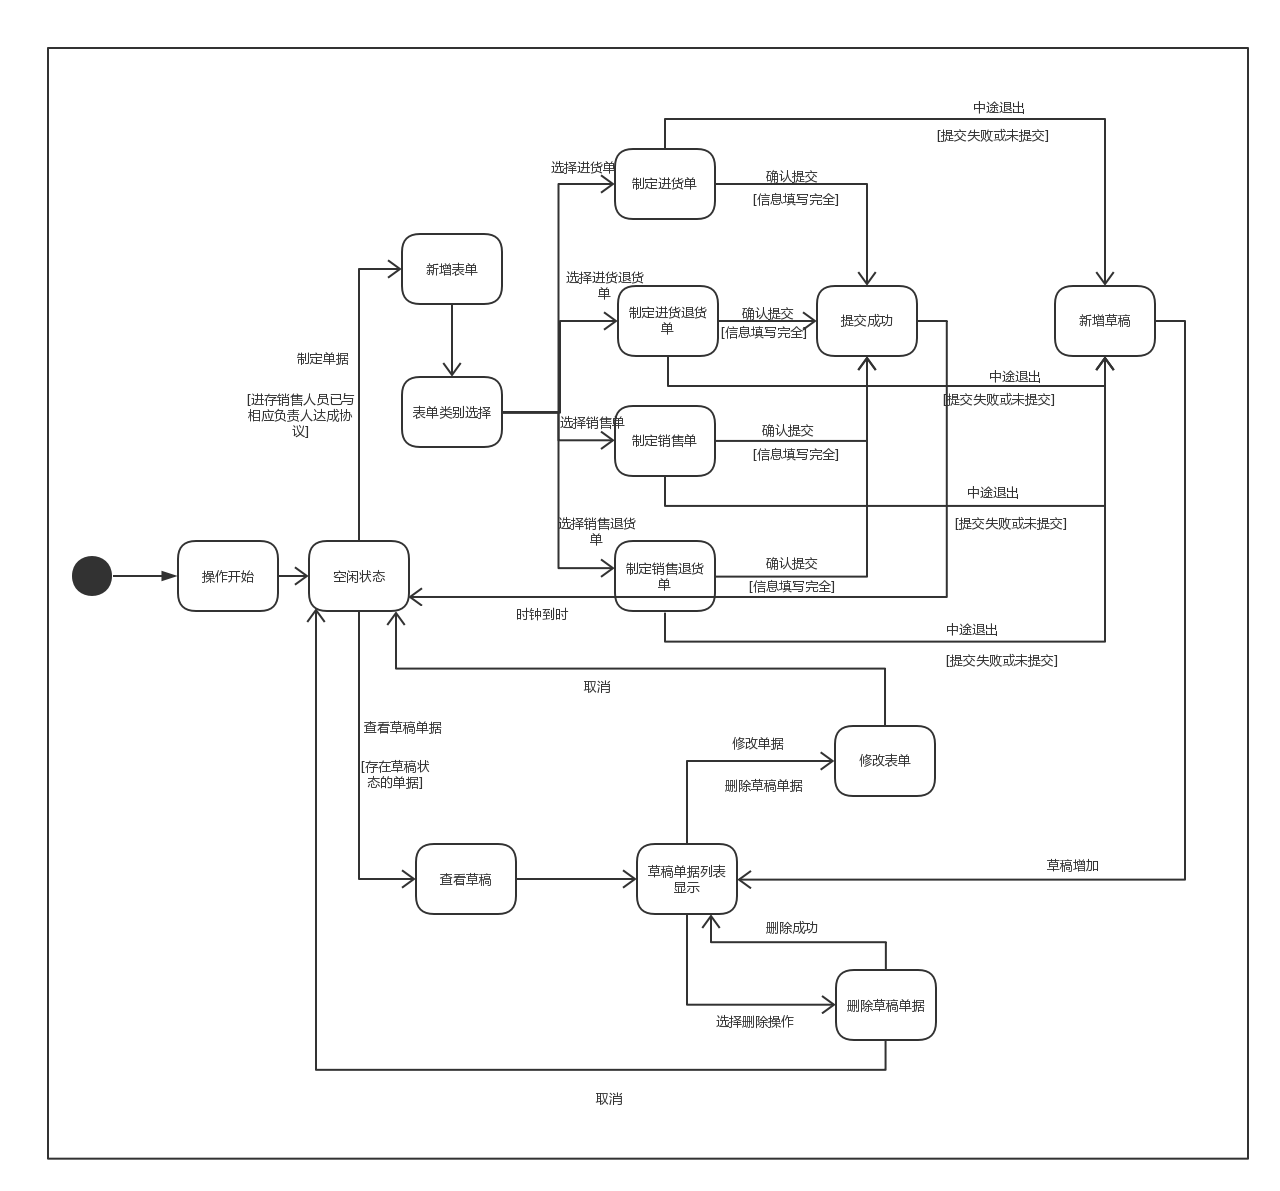 中途退出
[提交失败或未提交]
选择进货单
制定进货单
确认提交
[信息填写完全]
新增表单
选择进货退货
单
制定进货退货
单
确认提交
[信息填写完全]
提交成功
新增草稿
制定单据
[进存销售人员已与
相应负责人达成协
议]
表单类别选择
中途退出
[提交失败或未提交]
选择销售单
制定销售单
确认提交
[信息填写完全]
中途退出
[提交失败或未提交]
选择销售退货
单
制定销售退货
单
确认提交
[信息填写完全]
操作开始
空闲状态
时钟到时
中途退出
[提交失败或未提交]
取消
查看草稿单据
[存在草稿状
态的单据]
修改单据
删除草稿单据
修改表单
查看草稿
草稿单据列表
显示
草稿增加
删除成功
选择删除操作
删除草稿单据
取消